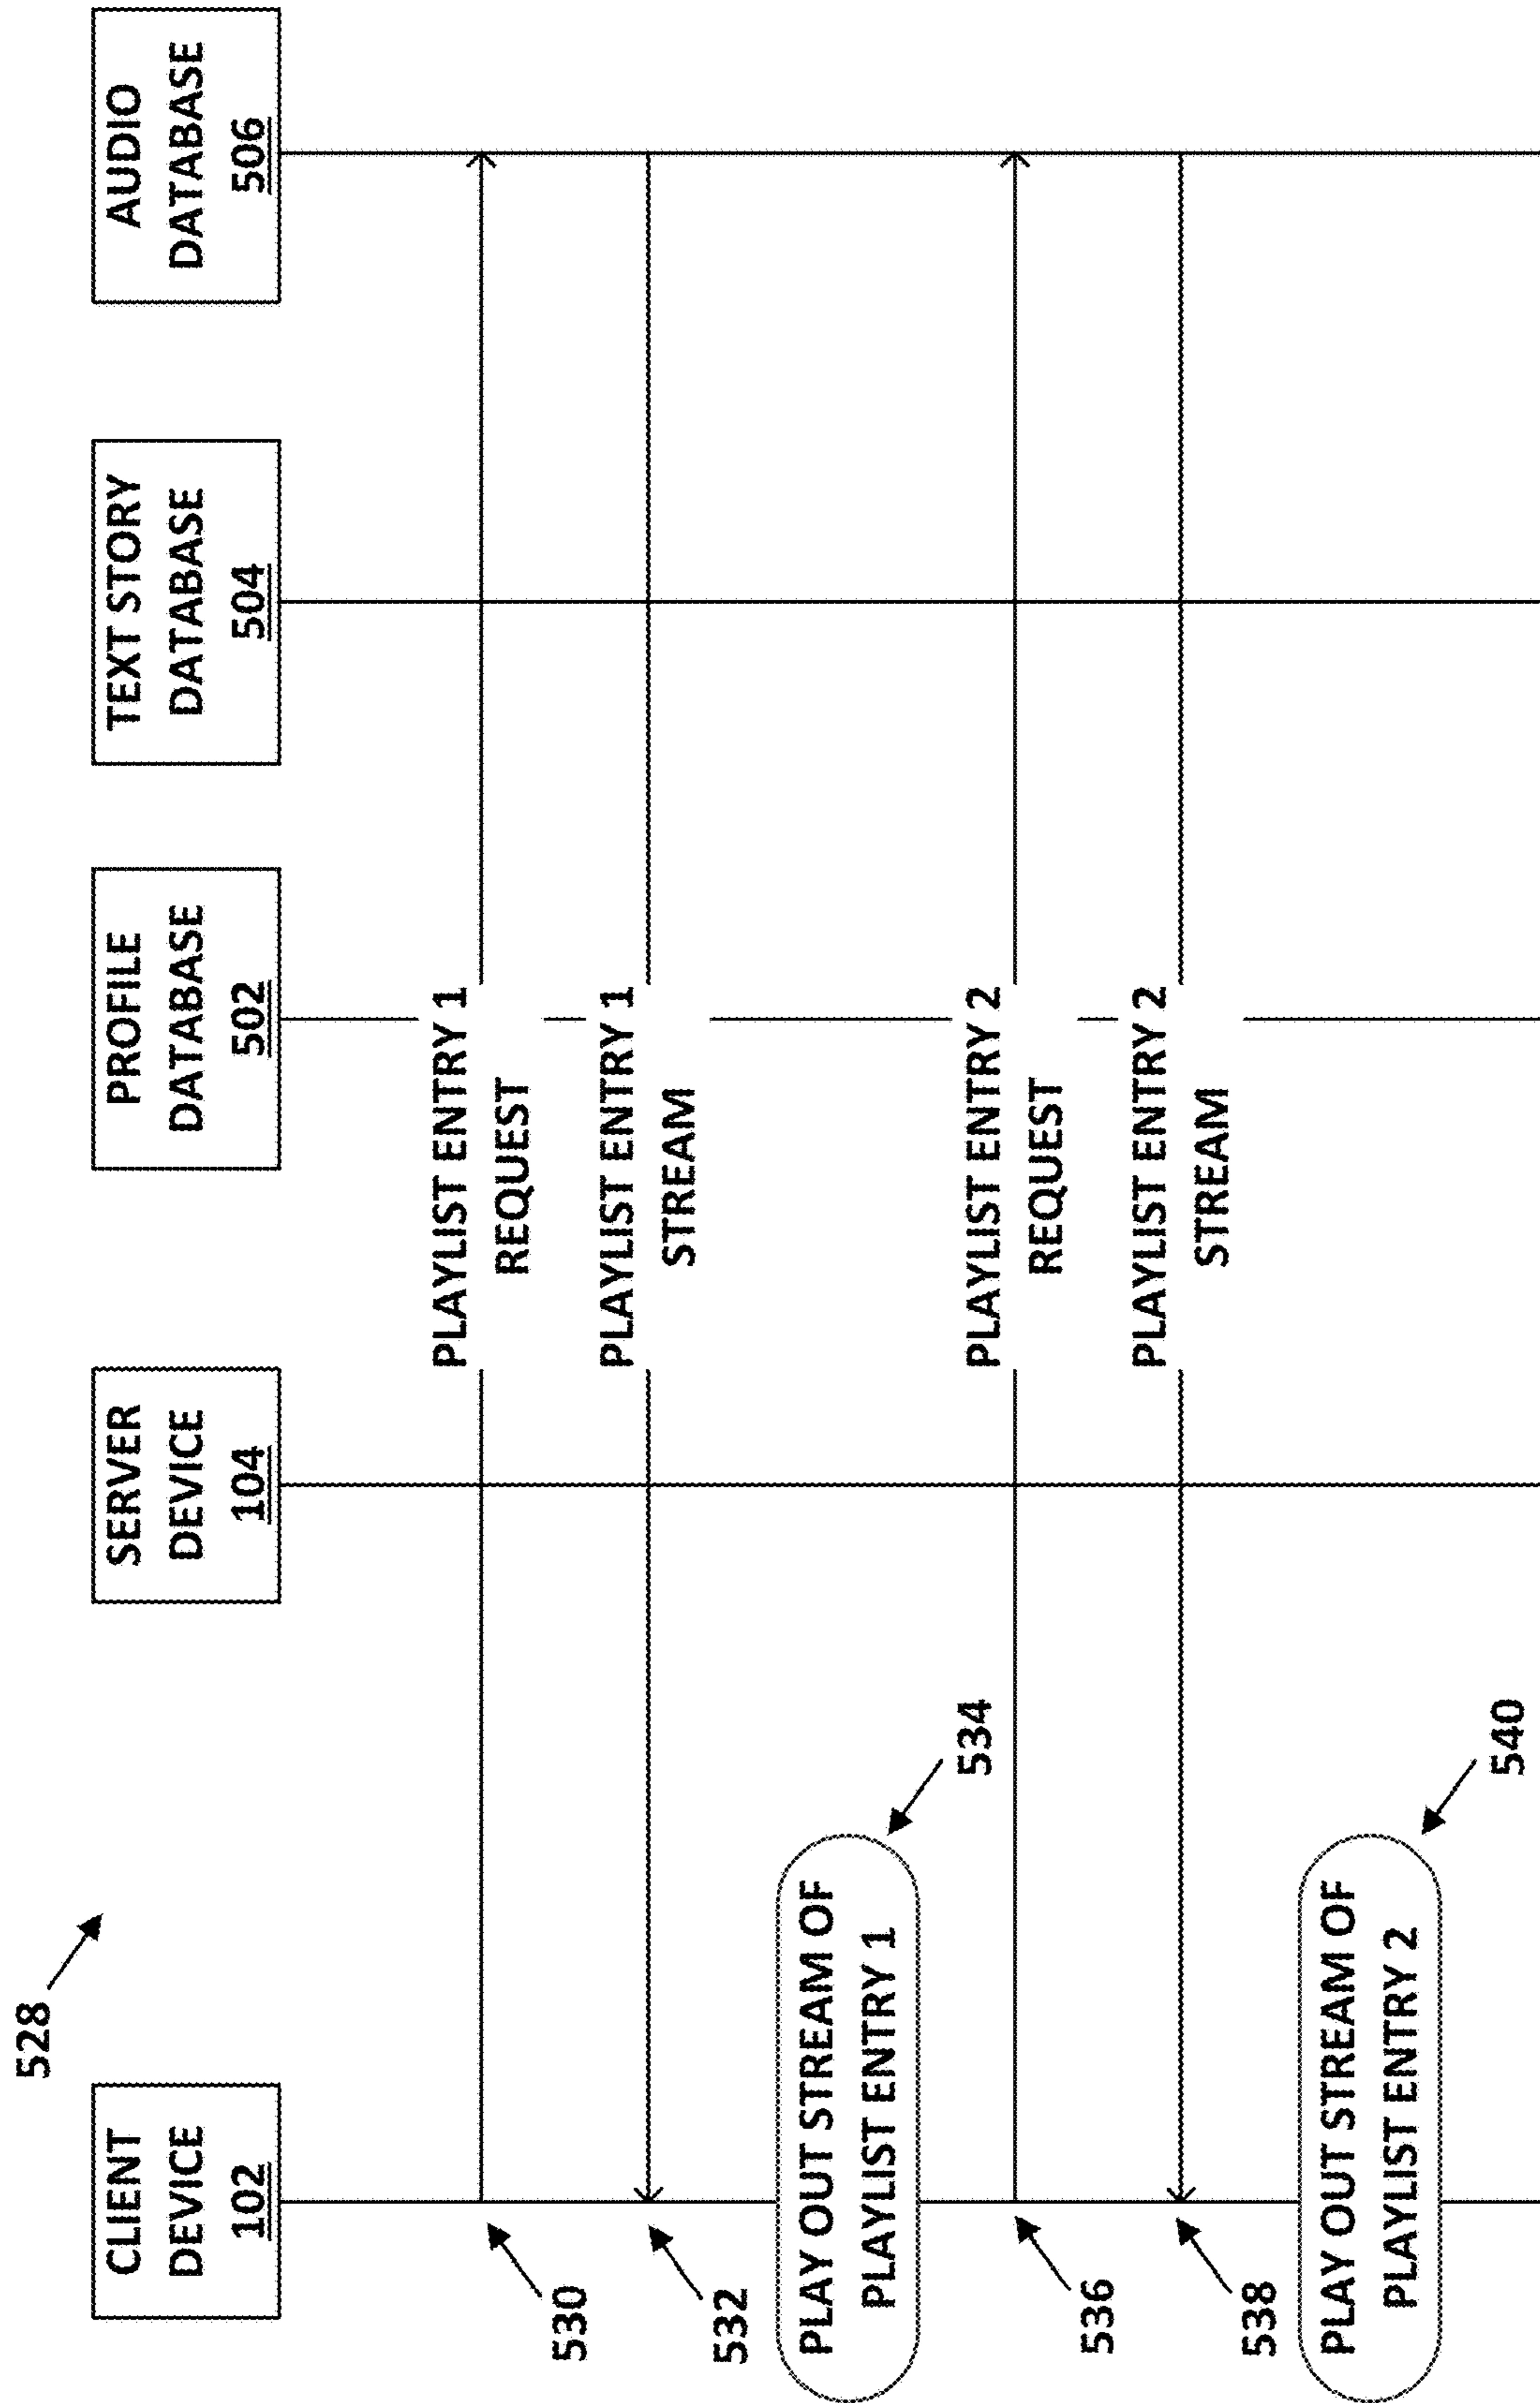 528
CLIENT
DEVICE
102
SERVER
DEVICE
104
PROFILE
DATABASE
502
TEXT STORY
DATABASE
504
AUDIO
DATABASE
506
530
PLAYLIST ENTRY 1
REQUEST
532
PLAYLIST ENTRY 1
STREAM
PLAY OUT STREAM OF
PLAYLIST ENTRY 1
534
536
PLAYLIST ENTRY 2
REQUEST
538
PLAYLIST ENTRY 2
STREAM
PLAY OUT STREAM OF
PLAYLIST ENTRY 2
540